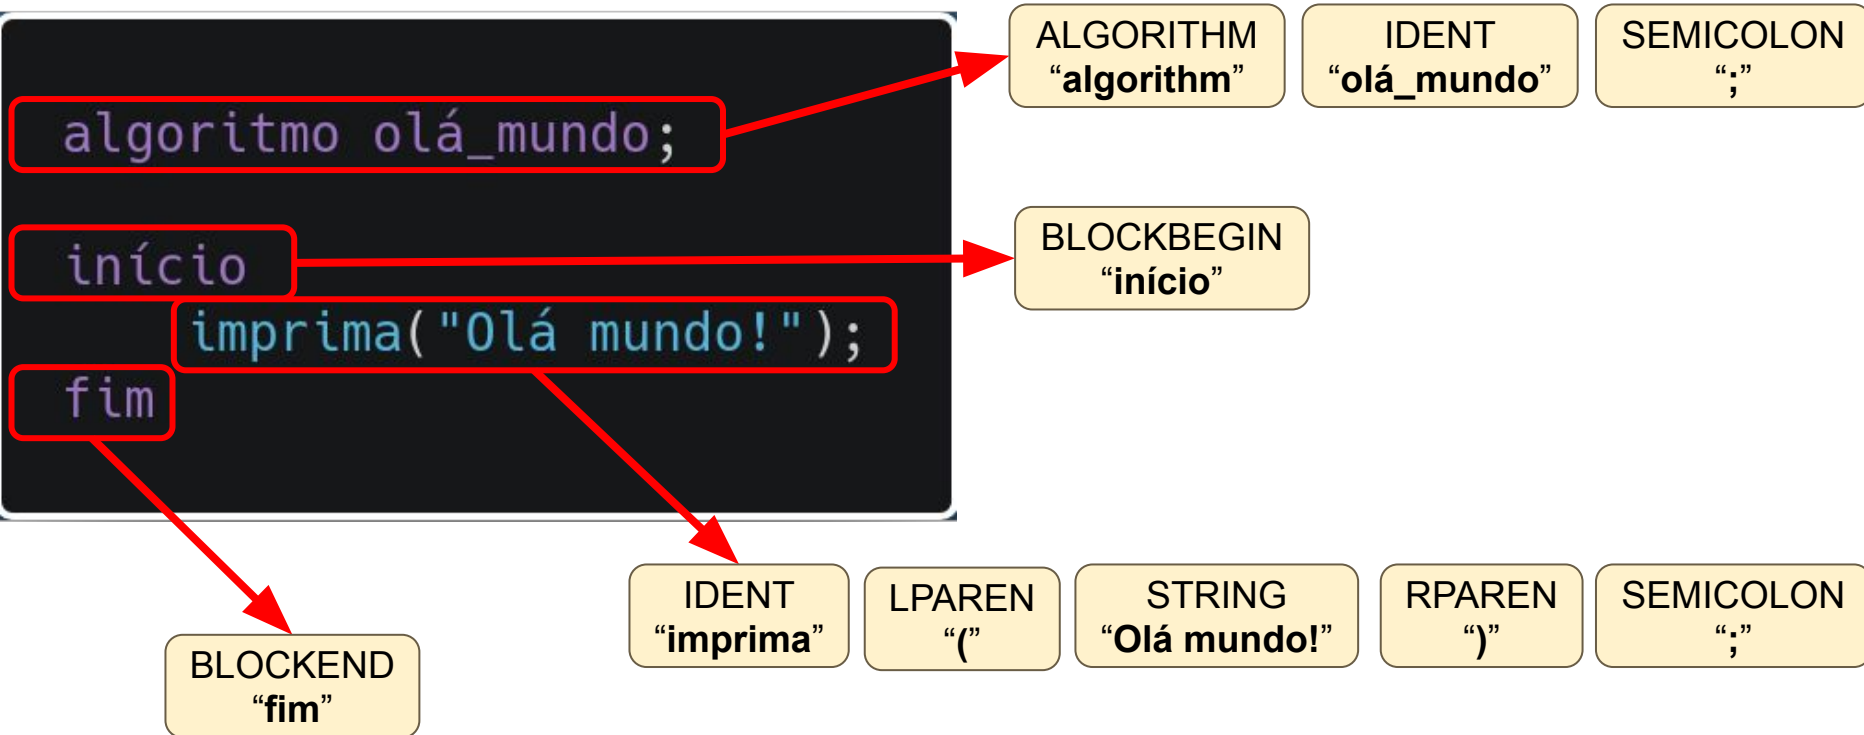 algoritmo olá_mundo;
início
imprima("Olá mundo!");
fim
ALGORITHM
“algorithm”
IDENT
“olá_mundo”
SEMICOLON
“;”
BLOCKBEGIN
“início”
IDENT
“imprima”
LPAREN
“(”
STRING
“Olá mundo!”
RPAREN
“)”
SEMICOLON
“;”
BLOCKEND
“fim”